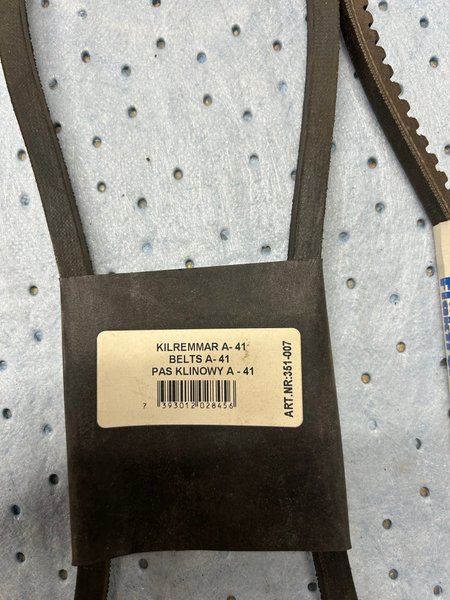 KILREMMAR A- 41
BELTS A- 41
PAS KLINOWY A - 41
7 393012 028456
ART.NR:351-007